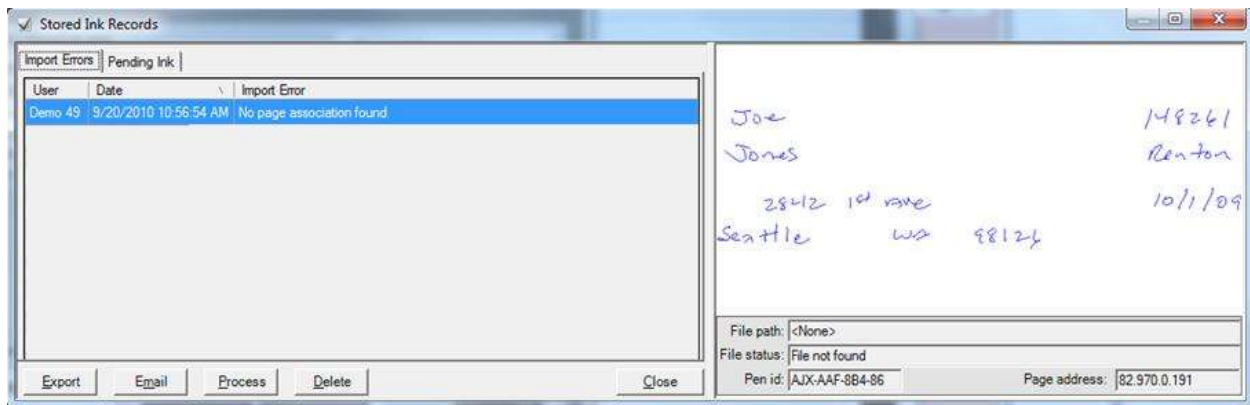 Stored Ink Records
Import Errors Pending Ink
User Date Import Error
Demo 49 9/20/2010 10:56:54 AM No page association found
Export Email Process Delete Close
Joe 148261
Jones Renton
2842 1st ave 10/1/09
Seattle wa 98126
File path: <None>
File status: File not found
Pen id: AJX-AAF-8B4-86 Page address: 82.970.0.191